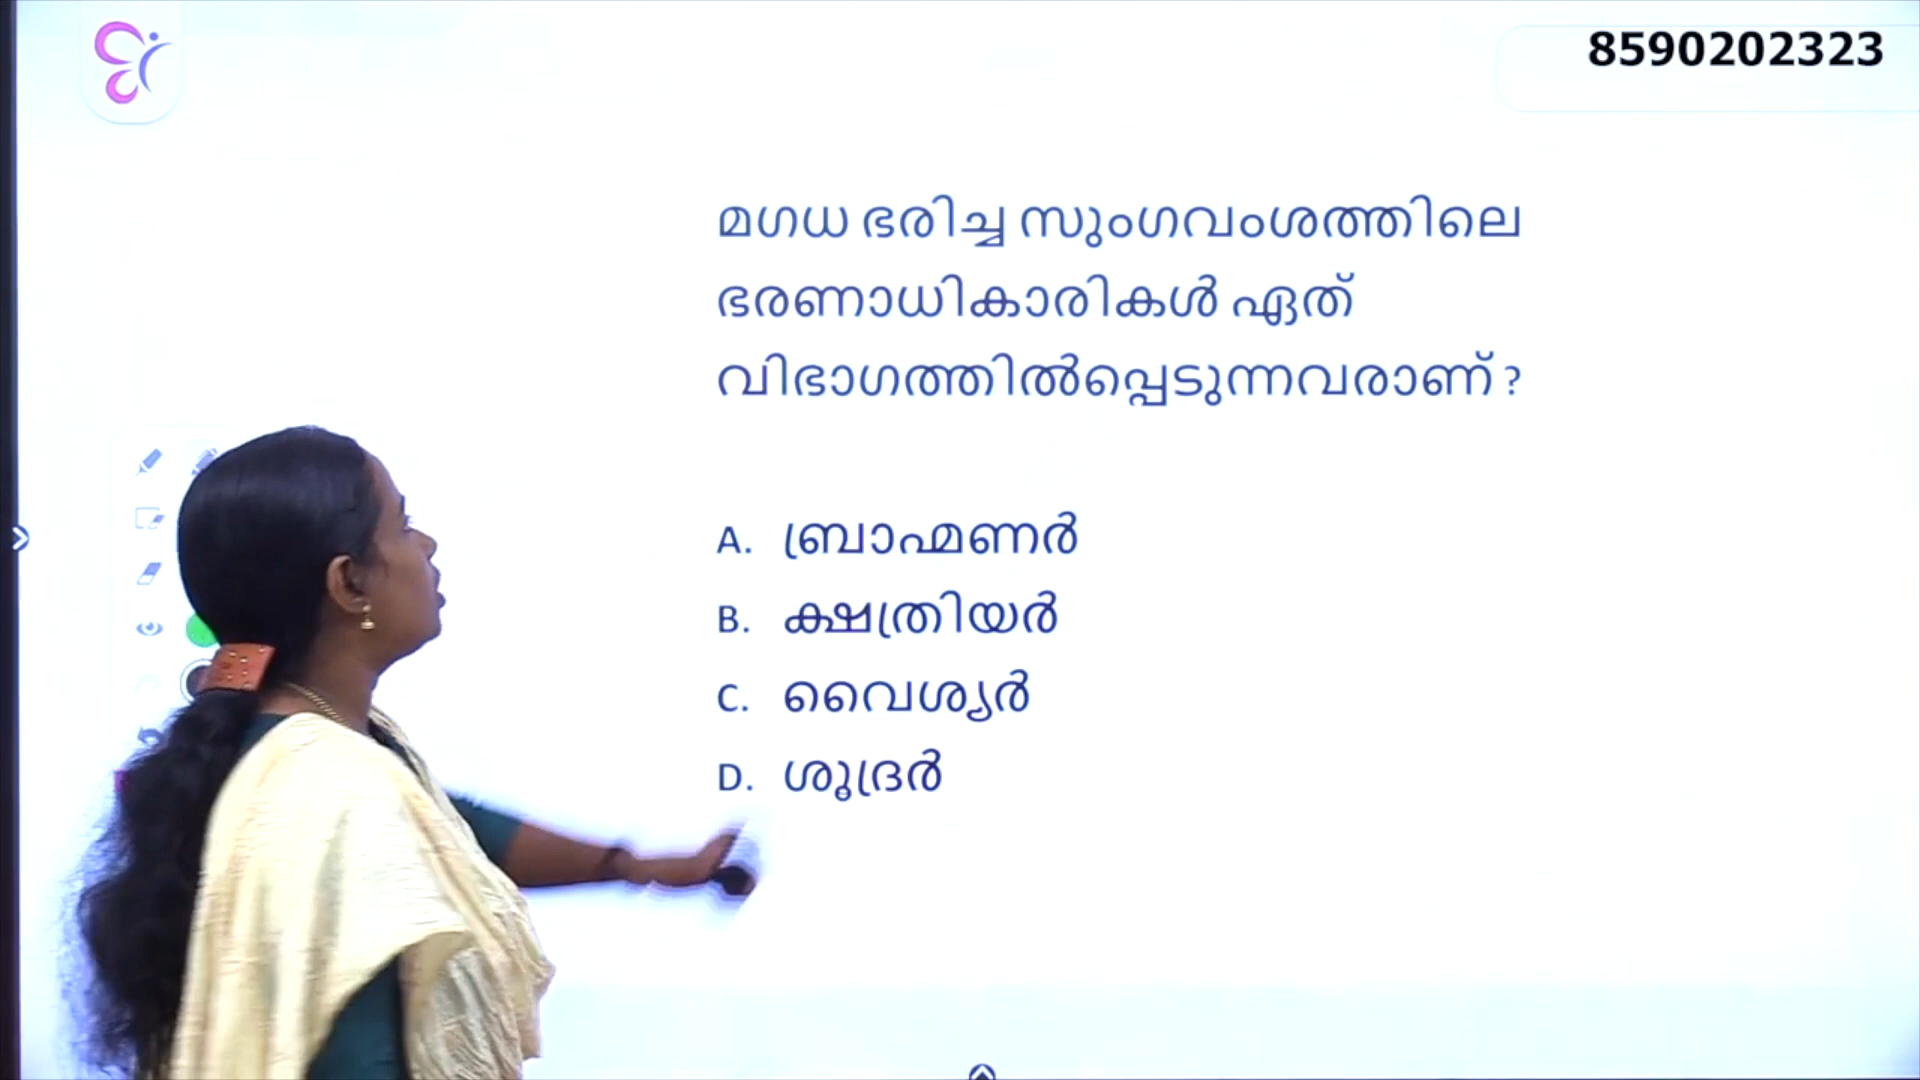 8590202323
മഗധ ഭരിച്ച സുംഗവംശത്തിലെ
ഭരണാധികാരികൾ ഏത്
വിഭാഗത്തിൽപ്പെടുന്നവരാണ് ?
A. ബ്രാഹ്മണർ
B. ക്ഷത്രിയർ
C. വൈശ്യർ
D. ശൂദ്രർ